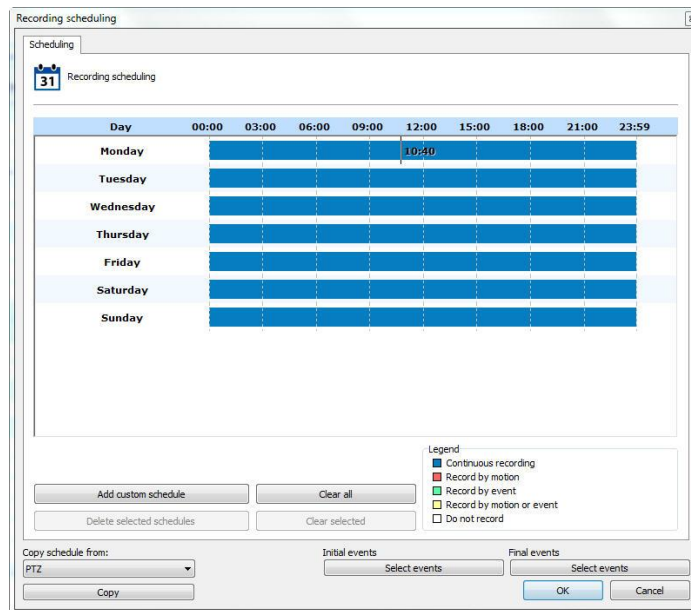 Recording scheduling
Scheduling
31 Recording scheduling
Day 00:00 03:00 06:00 09:00 12:00 15:00 18:00 21:00 23:59
Monday 10:40
Tuesday
Wednesday
Thursday
Friday
Saturday
Sunday
Legend
Continuous recording
Record by motion
Record by event
Record by motion or event
Do not record
Add custom schedule Clear all
Delete selected schedules Clear selected
Copy schedule from: Initial events Final events
PTZ Select events Select events
Copy OK Cancel